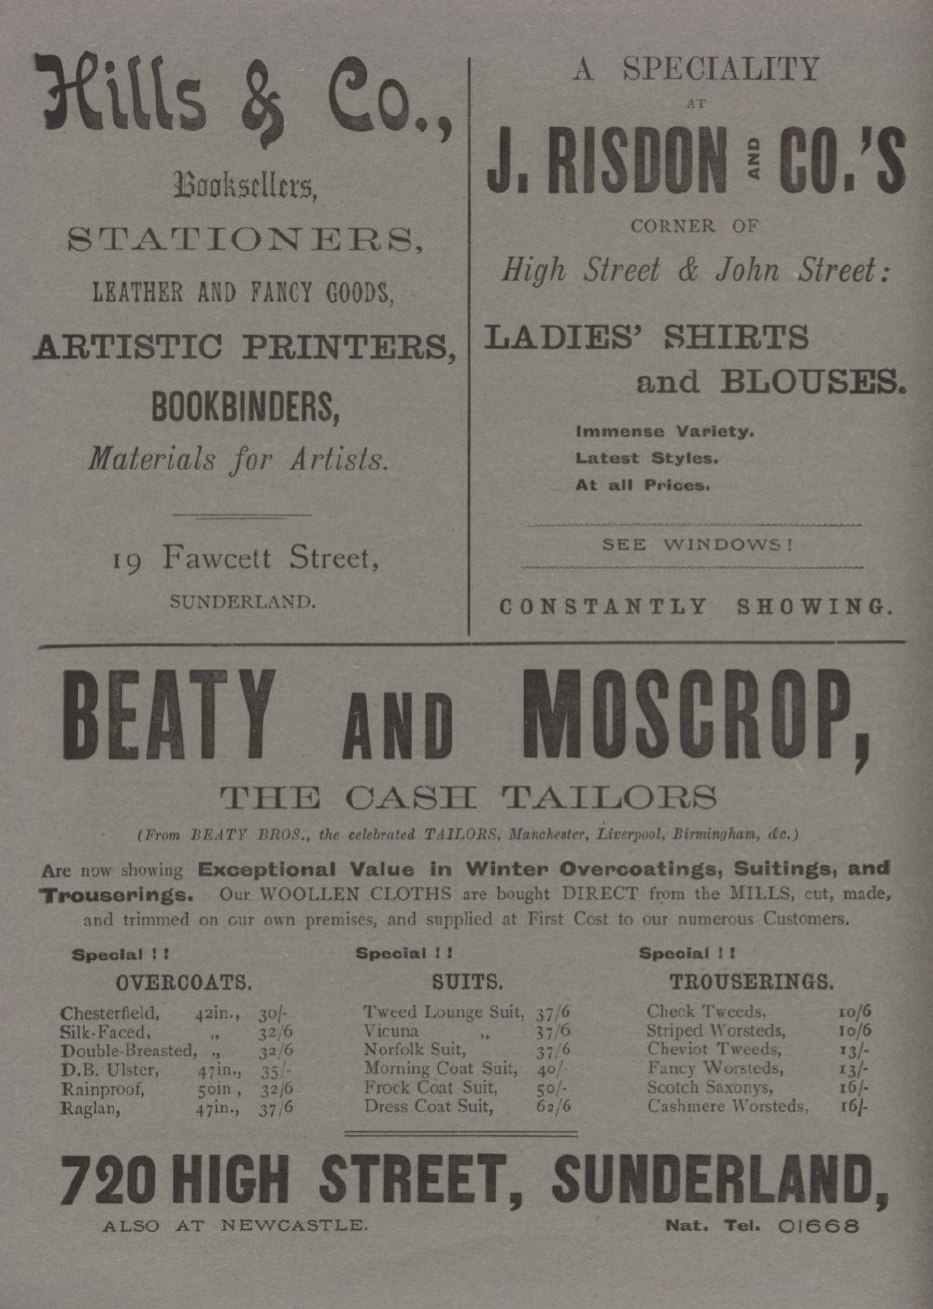 Hills & Co.,
Booksellers,
STATIONERS,
LEATHER AND FANCY GOODS,
ARTISTIC PRINTERS,
BOOKBINDERS,
Materials for Artists.
19 Fawcett Street,
SUNDERLAND.
A SPECIALITY
AT
J. RISDON AND CO.'S
CORNER OF
High Street & John Street:
LADIES' SHIRTS
and BLOUSES.
Immense Variety.
Latest Styles.
At all Prices.
SEE WINDOWS!
CONSTANTLY SHOWING.
BEATY AND MOSCROP,
THE CASH TAILORS
(From BEATY BROS., the celebrated TAILORS, Manchester, Liverpool, Birmingham, &c.)
Are now showing Exceptional Value in Winter Overcoatings, Suitings, and
Trouserings. Our WOOLLEN CLOTHS are bought DIRECT from the MILLS, cut, made,
and trimmed on our own premises, and supplied at First Cost to our numerous Customers.
Special ! !
OVERCOATS.
Chesterfield, 42in., 30/-
Silk-Faced, ,, 32/6
Double-Breasted, ,, 32/6
D.B. Ulster, 47in., 35/-
Rainproof, 50in , 32/6
Raglan, 47in., 37/6
Special ! !
SUITS.
Tweed Lounge Suit, 37/6
Vicuna ,, 37/6
Norfolk Suit, 37/6
Morning Coat Suit, 40/-
Frock Coat Suit, 50/-
Dress Coat Suit, 62/6
Special ! !
TROUSERINGS.
Check Tweeds, 10/6
Striped Worsteds, 10/6
Cheviot Tweeds, 13/-
Fancy Worsteds, 13/-
Scotch Saxonys, 16/-
Cashmere Worsteds, 16/-
720 HIGH STREET, SUNDERLAND,
ALSO AT NEWCASTLE.
Nat. Tel. 01668